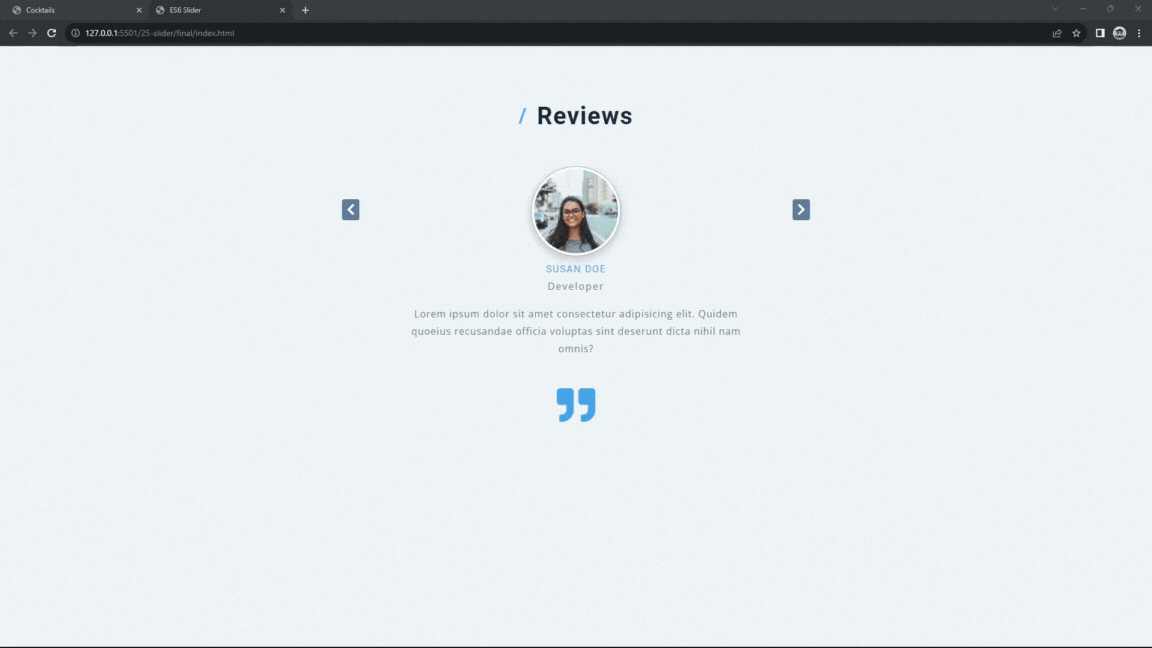 Cocktails
ES6 Slider
127.0.0.1:5501/25-slider/final/index.html
/ Reviews
SUSAN DOE
Developer
Lorem ipsum dolor sit amet consectetur adipisicing elit. Quidem
quoeius recusandae officia voluptas sint deserunt dicta nihil nam
omnis?